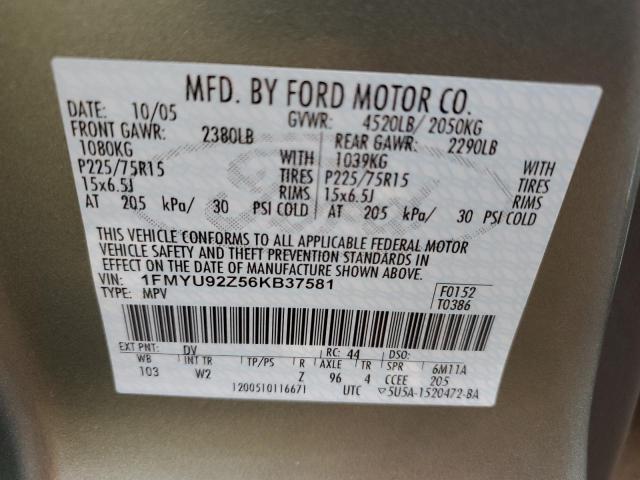 MFD. BY FORD MOTOR CO.
DATE: 10/05 GVWR: 4520LB/ 2050KG
FRONT GAWR: 2380LB REAR GAWR: 2290LB
1080KG WITH 1039KG WITH
P225/75R15 TIRES P225/75R15 TIRES
15x6.5J RIMS 15x6.5J RIMS
AT 205 kPa/ 30 PSI COLD AT 205 kPa/ 30 PSI COLD
THIS VEHICLE CONFORMS TO ALL APPLICABLE FEDERAL MOTOR
VEHICLE SAFETY AND THEFT PREVENTION STANDARDS IN
EFFECT ON THE DATE OF MANUFACTURE SHOWN ABOVE.
VIN: 1FMYU92Z56KB37581 F0152
TYPE: MPV T0386
EXT PNT: DV RC: 44 DSO:
WB INT TR TP/PS R AXLE TR SPR 6M11A
103 W2 Z 96 4 CCEE 205
120051011667​1 UTC ▽5U5A-1520472-BA